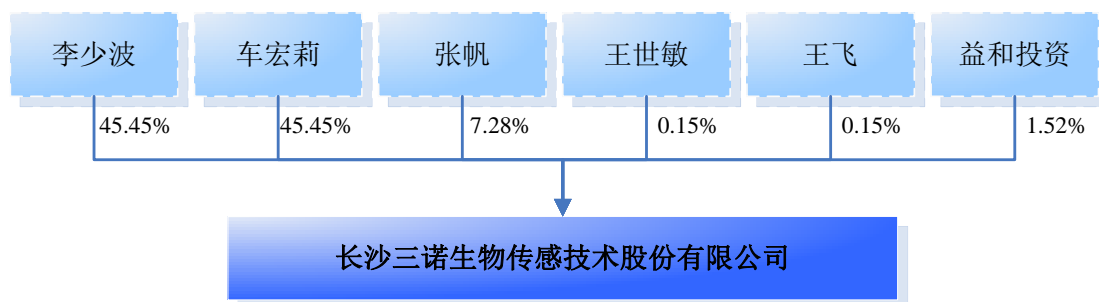 李少波 车宏莉 张帆 王世敏 王飞 益和投资
45.45% 45.45% 7.28% 0.15% 0.15% 1.52%
长沙三诺生物传感技术股份有限公司